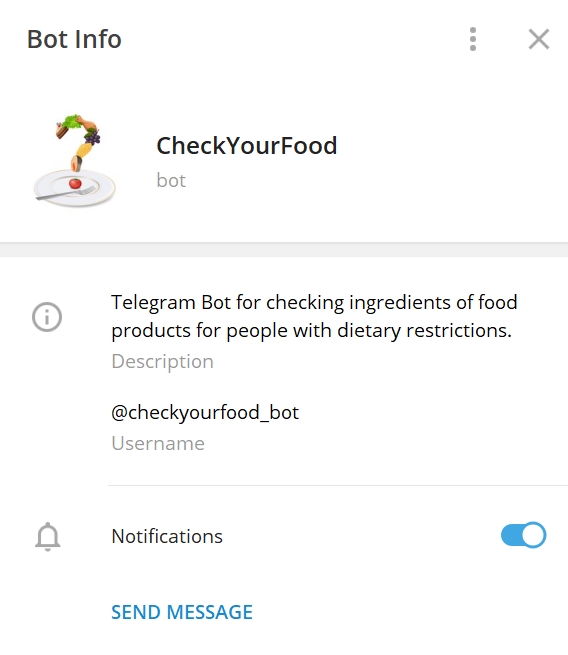 Bot Info
CheckYourFood
bot
Telegram Bot for checking ingredients of food
products for people with dietary restrictions.
Description
@checkyourfood_bot
Username
Notifications
SEND MESSAGE